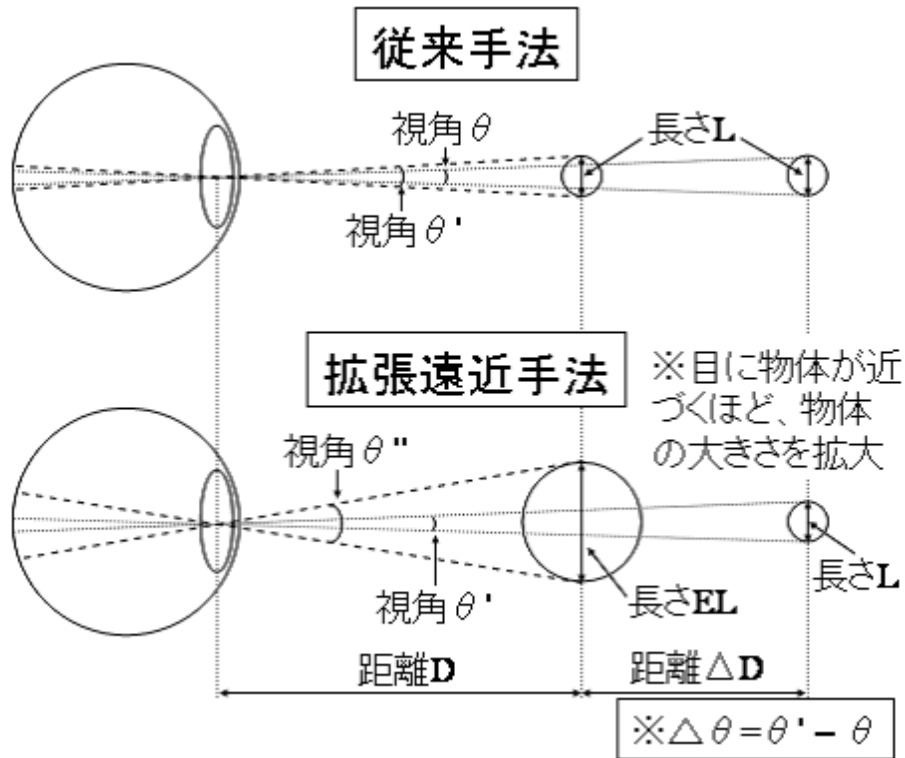 従来手法
視角θ
長さL
視角θ'
拡張遠近手法
※目に物体が近
づくほど、物体
の大きさを拡大
視角θ"
視角θ'
長さEL
長さL
距離D
距離△D
※△θ=θ'-θ